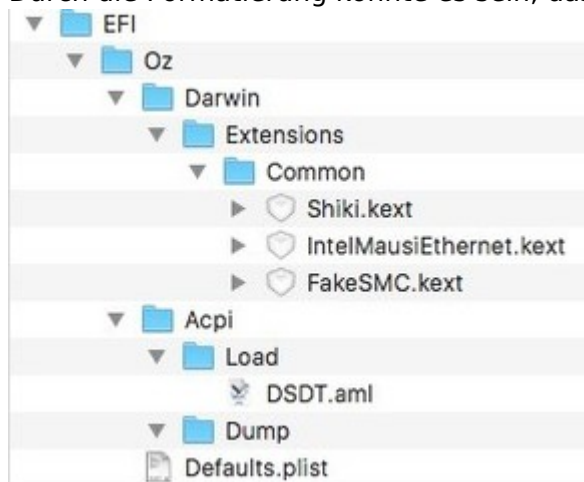 EFI
Oz
Darwin
Extensions
Common
Shiki.kext
IntelMausiEthernet.kext
FakeSMC.kext
Acpi
Load
DSDT.aml
Dump
Defaults.plist